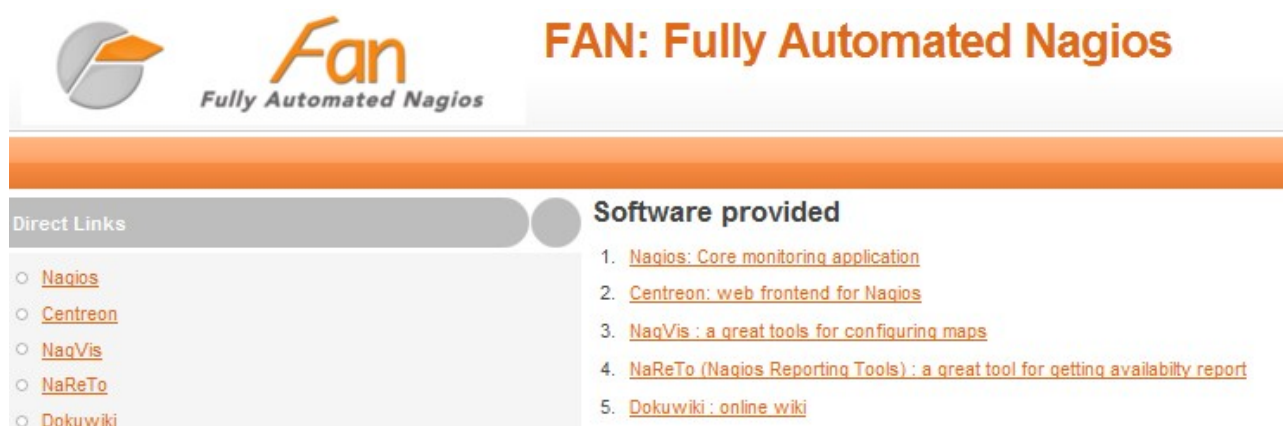 Fan
Fully Automated Nagios
FAN: Fully Automated Nagios
Direct Links
Nagios
Centreon
NagVis
NaReTo
Dokuwiki
Software provided
1. Nagios: Core monitoring application
2. Centreon: web frontend for Nagios
3. NagVis : a great tools for configuring maps
4. NaReTo (Nagios Reporting Tools) : a great tool for getting availabilty report
5. Dokuwiki : online wiki